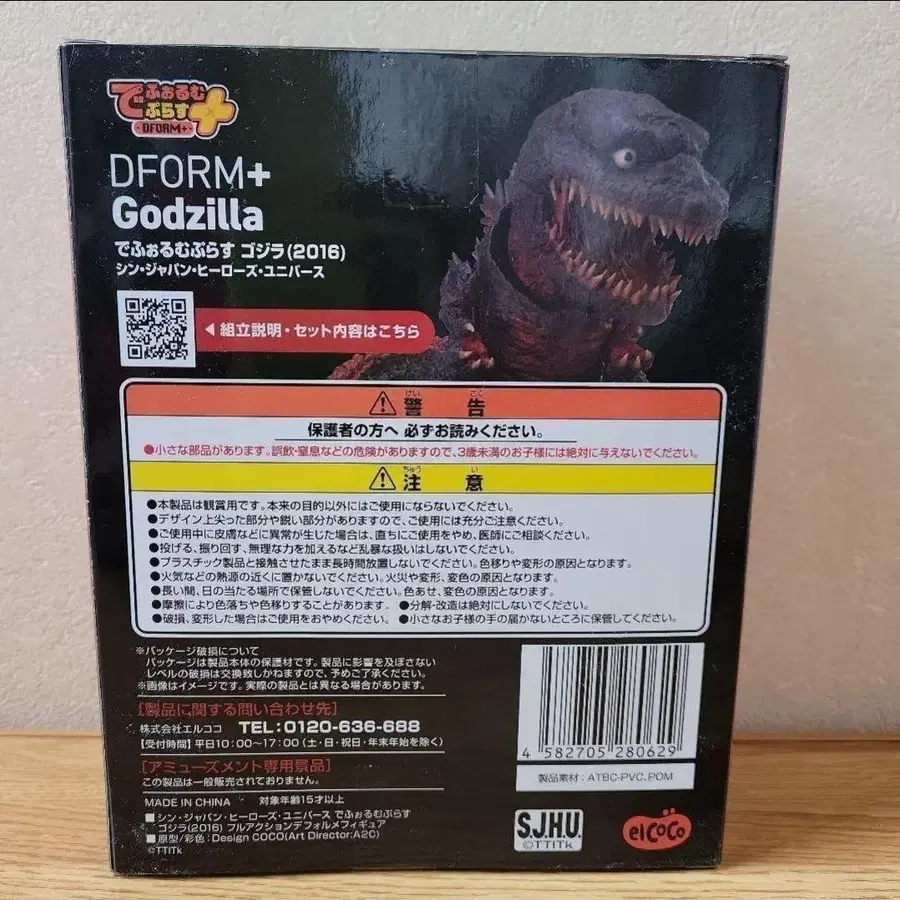 でふぉるむ
ぷらす
DFORM+
DFORM+
Godzilla
でふぉるむぷらす ゴジラ(2016)
シン・ジャパン・ヒーローズ・ユニバース
◀ 組立説明・セット内容はこちら
けい こく
⚠ 警 告
保護者の方へ 必ずお読みください。
●小さな部品があります。誤飲・窒息などの危険がありますので、3歳未満のお子様には絶対に与えないでください。
ちゅう い
⚠ 注 意
●本製品は観賞用です。本来の目的以外にはご使用にならないでください。
●デザイン上尖った部分や鋭い部分がありますので、ご使用には充分ご注意ください。
●ご使用中に皮膚などに異常が生じた場合は、直ちにご使用をやめ、医師にご相談ください。
●投げる、振り回す、無理な力を加えるなど乱暴な扱いはしないでください。
●プラスチック製品と接触させたまま長時間放置しないでください。色移りや変形の原因となります。
●火気などの熱源の近くに置かないでください。火災や変形、変色の原因となります。
●長い間、日の当たる場所で保管しないでください。色あせ、変色の原因となります。
●摩擦により色落ちや色移りすることがあります。 ●分解・改造は絶対にしないでください。
●破損、変形した場合はご使用をおやめください。 ●小さなお子様の手の届かないところに保管してください。
※パッケージ破損について
パッケージは製品本体の保護材です。製品に影響を及ぼさない
レベルの破損は交換致しかねますので、予めご了承ください。
※画像はイメージです。実際の製品とは異なる場合があります。
[製品に関する問い合わせ先]
株式会社エルココ TEL:0120-636-688
【受付時間】平日10:00~17:00(土・日・祝日・年末年始を除く)
[アミューズメント専用景品]
この製品は一般販売されておりません。
MADE IN CHINA 対象年齢15才以上
■シン・ジャパン・ヒーローズ・ユニバース でふぉるむぷらす
ゴジラ(2016) フルアクションデフォルメフィギュア
■原型/彩色:Design COCO(Art Director:A2C)
©TTITk
4 582705 280629
製品素材:ATBC-PVC.POM
S.J.H.U.
©TTITk
elCoCo